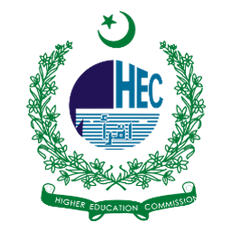 HEC
اقرأ
HIGHER EDUCATION COMMISSION